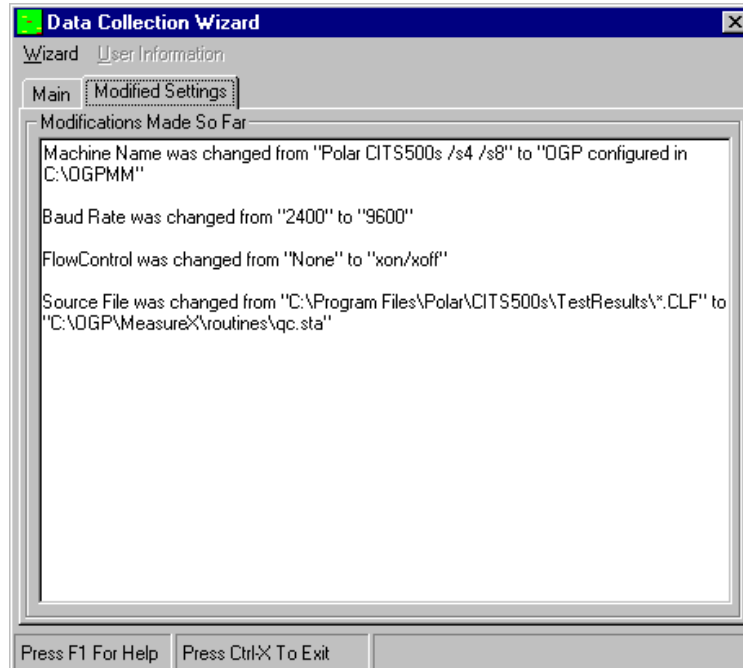 Data Collection Wizard
Wizard User Information
Main Modified Settings
Modifications Made So Far
Machine Name was changed from "Polar CITS500s /s4 /s8" to "OGP configured in
C:\OGPMM"
Baud Rate was changed from "2400" to "9600"
FlowControl was changed from "None" to "xon/xoff"
Source File was changed from "C:\Program Files\Polar\CITS500s\TestResults\*.CLF" to
"C:\OGP\MeasureX\routines\qc.sta"
Press F1 For Help Press Ctrl-X To Exit